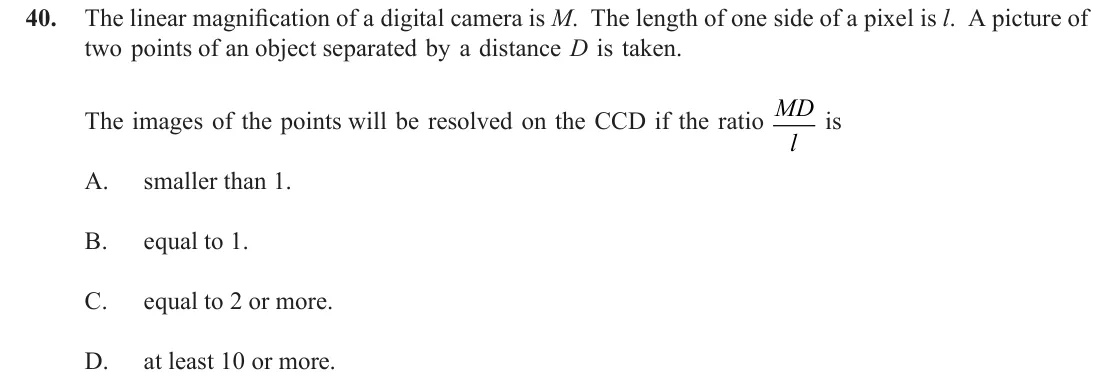 40. The linear magnification of a digital camera is M. The length of one side of a pixel is l. A picture of
two points of an object separated by a distance D is taken.
The images of the points will be resolved on the CCD if the ratio MD/l is
A. smaller than 1.
B. equal to 1.
C. equal to 2 or more.
D. at least 10 or more.